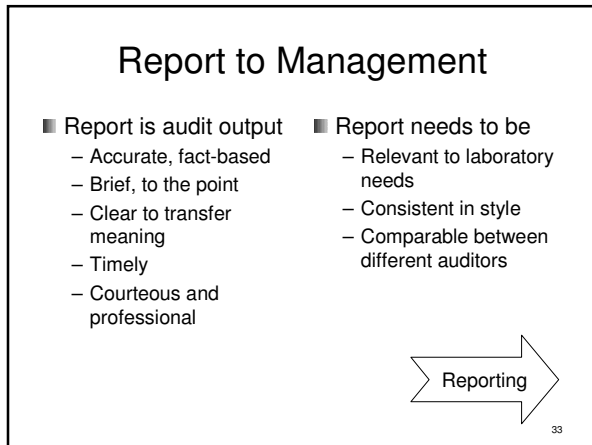 Report to Management
Report is audit output
– Accurate, fact-based
– Brief, to the point
– Clear to transfer
meaning
– Timely
– Courteous and
professional
Report needs to be
– Relevant to laboratory
needs
– Consistent in style
– Comparable between
different auditors
Reporting
33